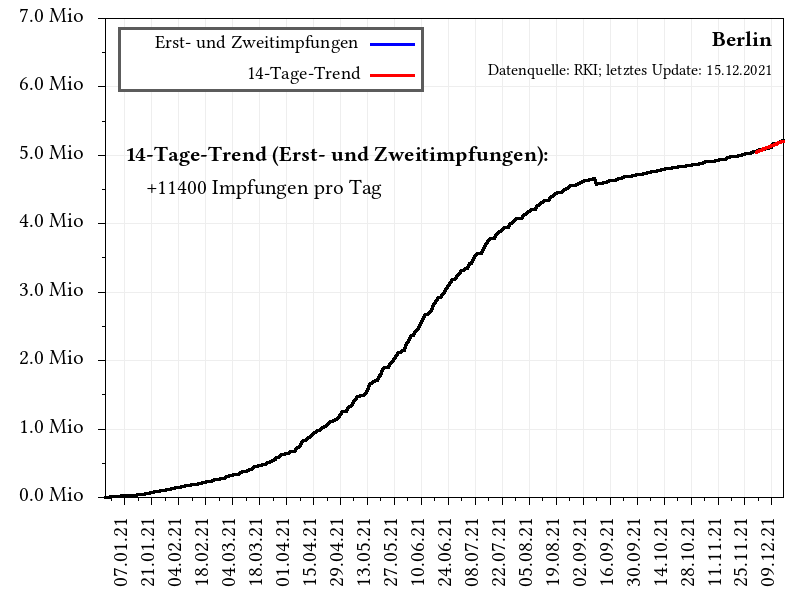 7.0 Mio
6.0 Mio
5.0 Mio
4.0 Mio
3.0 Mio
2.0 Mio
1.0 Mio
0.0 Mio
Erst- und Zweitimpfungen
14-Tage-Trend
Berlin
Datenquelle: RKI; letztes Update: 15.12.2021
14-Tage-Trend (Erst- und Zweitimpfungen):
+11400 Impfungen pro Tag
07.01.21
21.01.21
04.02.21
18.02.21
04.03.21
18.03.21
01.04.21
15.04.21
29.04.21
13.05.21
27.05.21
10.06.21
24.06.21
08.07.21
22.07.21
05.08.21
19.08.21
02.09.21
16.09.21
30.09.21
14.10.21
28.10.21
11.11.21
25.11.21
09.12.21